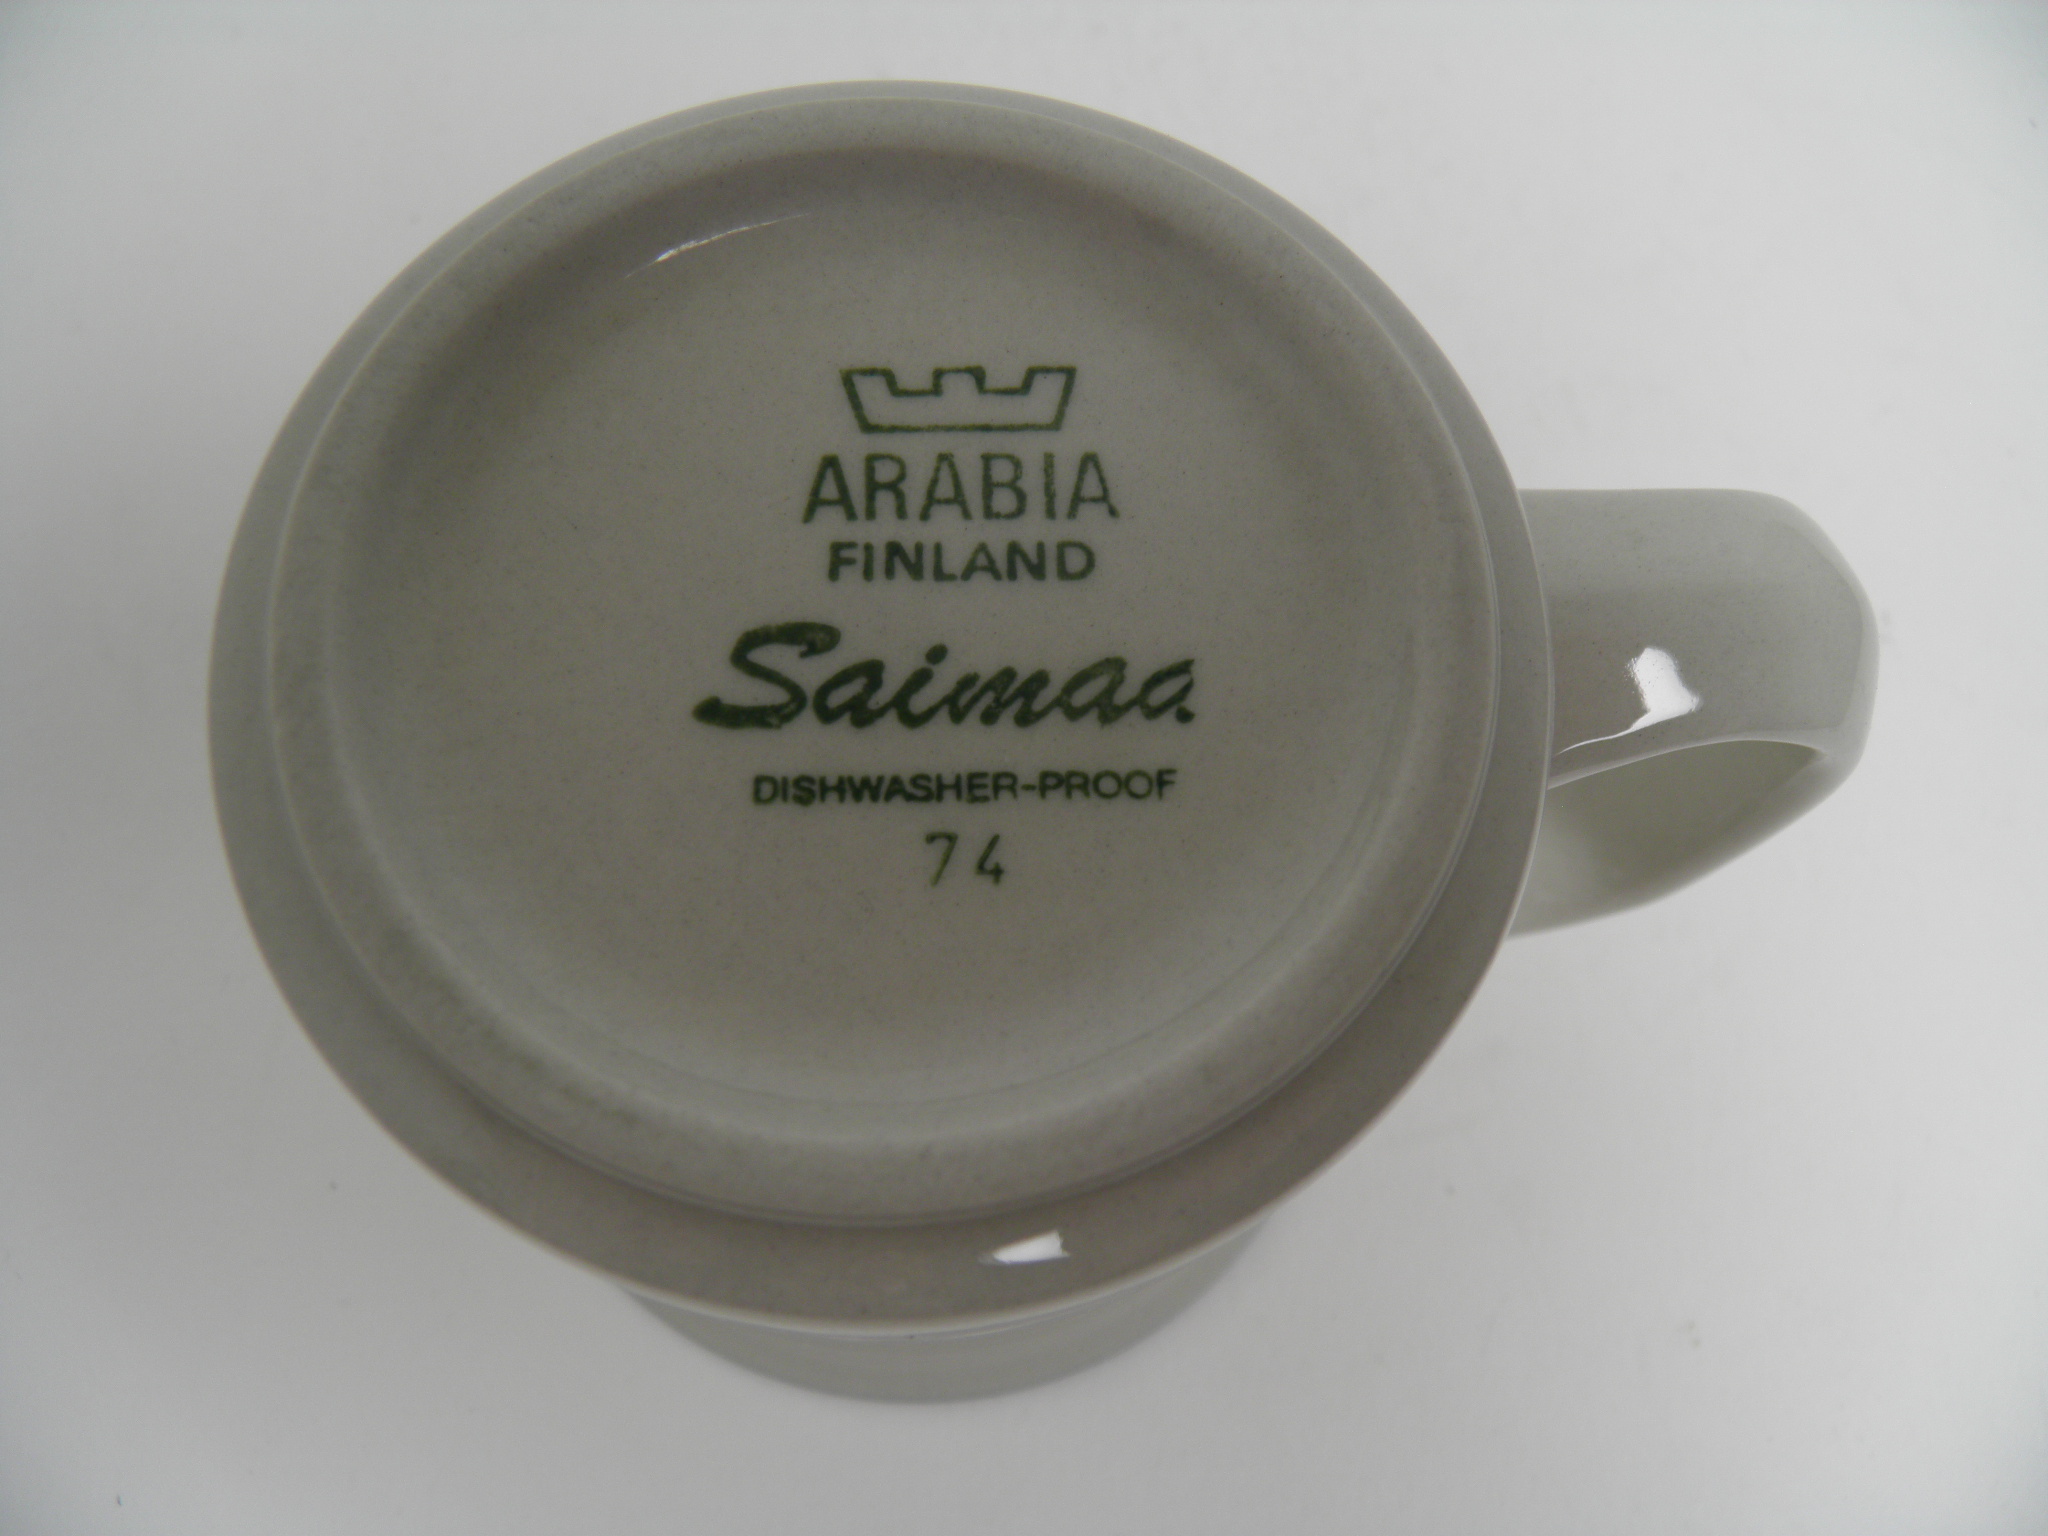 ARABIA
FINLAND
Saimaa
DISHWASHER-PROOF
74